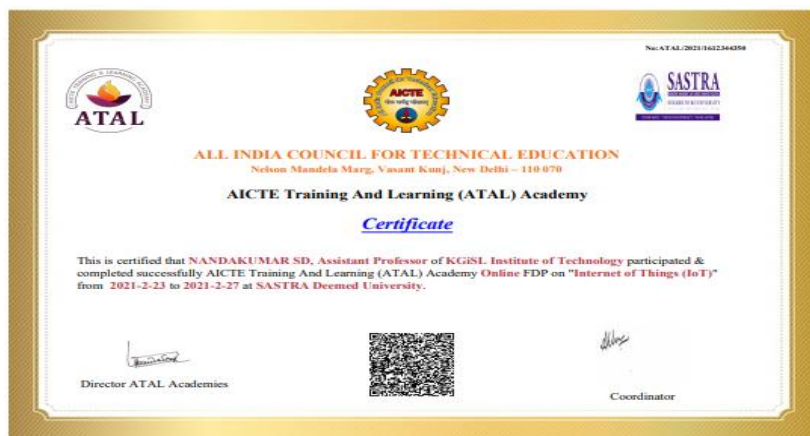 No:ATAL/2021/1612344350
ATAL
AICTE
SASTRA
ALL INDIA COUNCIL FOR TECHNICAL EDUCATION
Nelson Mandela Marg, Vasant Kunj, New Delhi – 110 070
AICTE Training And Learning (ATAL) Academy
Certificate
This is certified that NANDAKUMAR SD, Assistant Professor of KGiSL Institute of Technology participated &
completed successfully AICTE Training And Learning (ATAL) Academy Online FDP on "Internet of Things (IoT)"
from 2021-2-23 to 2021-2-27 at SASTRA Deemed University.
Director ATAL Academies
Coordinator